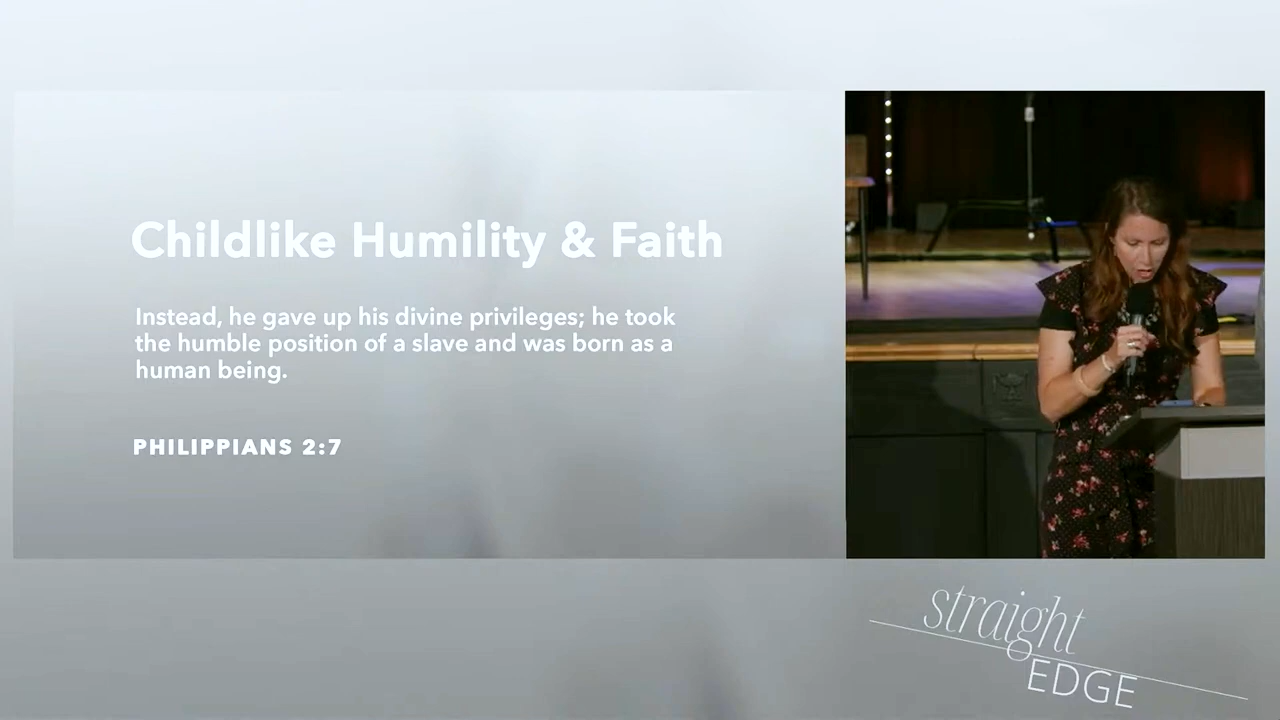 Childlike Humility & Faith
Instead, he gave up his divine privileges; he took
the humble position of a slave and was born as a
human being.
PHILIPPIANS 2:7
straight
EDGE